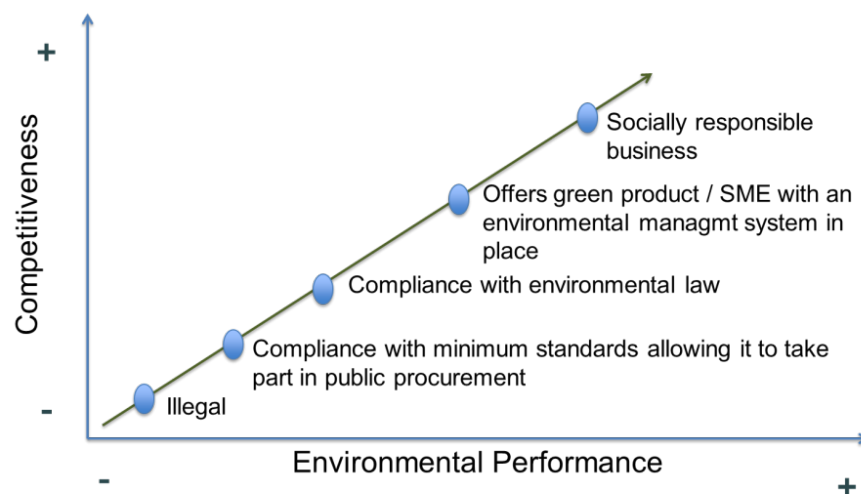 +
Competitiveness
-
Socially responsible
business
Offers green product / SME with an
environmental managmt system in
place
Compliance with environmental law
Compliance with minimum standards allowing it to take
part in public procurement
Illegal
Environmental Performance
-
+